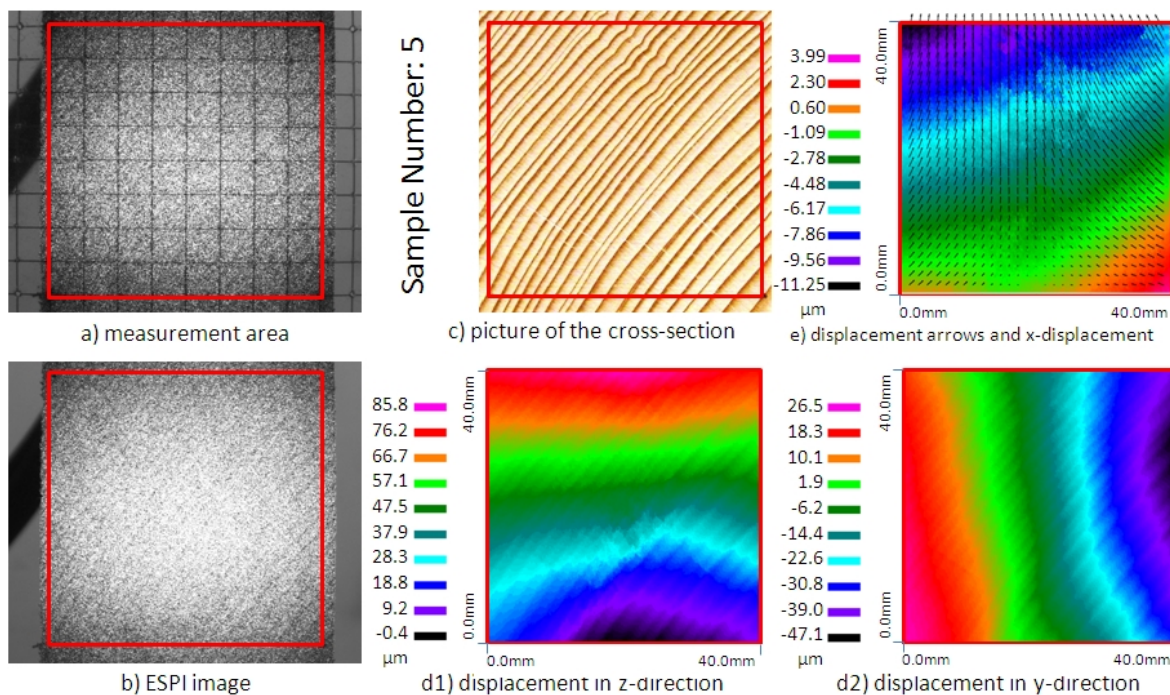 Sample Number: 5
3.99
2.30
0.60
-1.09
-2.78
-4.48
-6.17
-7.86
-9.56
-11.25
μm
40.0mm
0.0mm
0.0mm
40.0mm
a) measurement area
c) picture of the cross-section
e) displacement arrows and x-displacement
85.8
76.2
66.7
57.1
47.5
37.9
28.3
18.8
9.2
-0.4
μm
40.0mm
0.0mm
0.0mm
40.0mm
26.5
18.3
10.1
1.9
-6.2
-14.4
-22.6
-30.8
-39.0
-47.1
μm
40.0mm
0.0mm
0.0mm
40.0mm
b) ESPI image
d1) displacement in z-direction
d2) displacement in y-direction